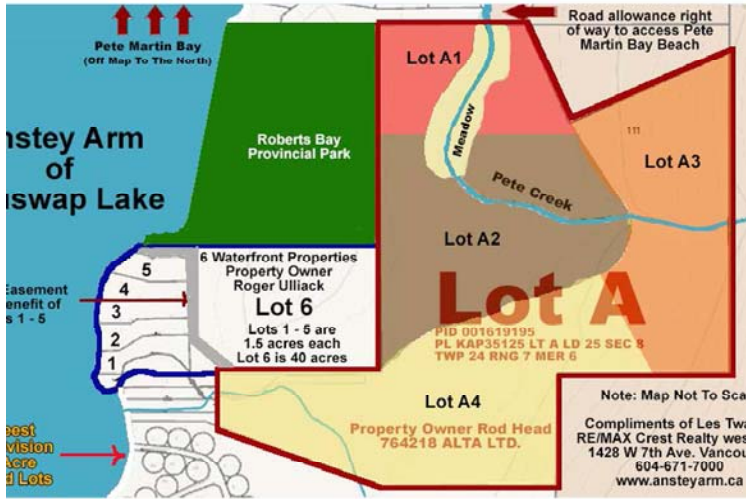 Pete Martin Bay
(Off Map To The North)
Road allowance right
of way to access Pete
Martin Bay Beach
Lot A1
Meadow
111
Lot A3
Roberts Bay
Provincial Park
nstey Arm
of
uswap Lake
Pete Creek
Lot A2
6 Waterfront Properties
Property Owner
Roger Ulliack
Lot 6
Lots 1 - 5 are
1.5 acres each
Lot 6 is 40 acres
5
4
3
2
1
Easement
enefit of
s 1 - 5
Lot A
PID 001619195
PL KAP35125 LT A LD 25 SEC 8
TWP 24 RNG 7 MER 6
Lot A4
Property Owner Rod Head
764218 ALTA LTD.
Note: Map Not To Sca
Compliments of Les Twa
RE/MAX Crest Realty wes
1428 W 7th Ave. Vancou
604-671-7000
www.ansteyarm.ca
eest
vision
Acre
d Lots